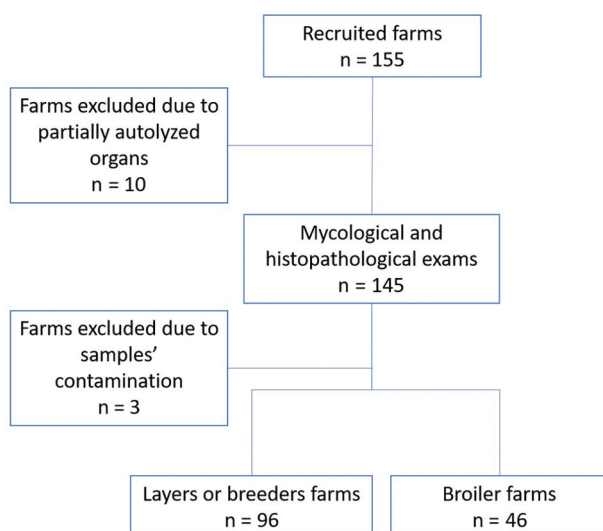 Recruited farms
n = 155
Farms excluded due to
partially autolyzed
organs
n = 10
Mycological and
histopathological exams
n = 145
Farms excluded due to
samples’
contamination
n = 3
Layers or breeders farms
n = 96
Broiler farms
n = 46